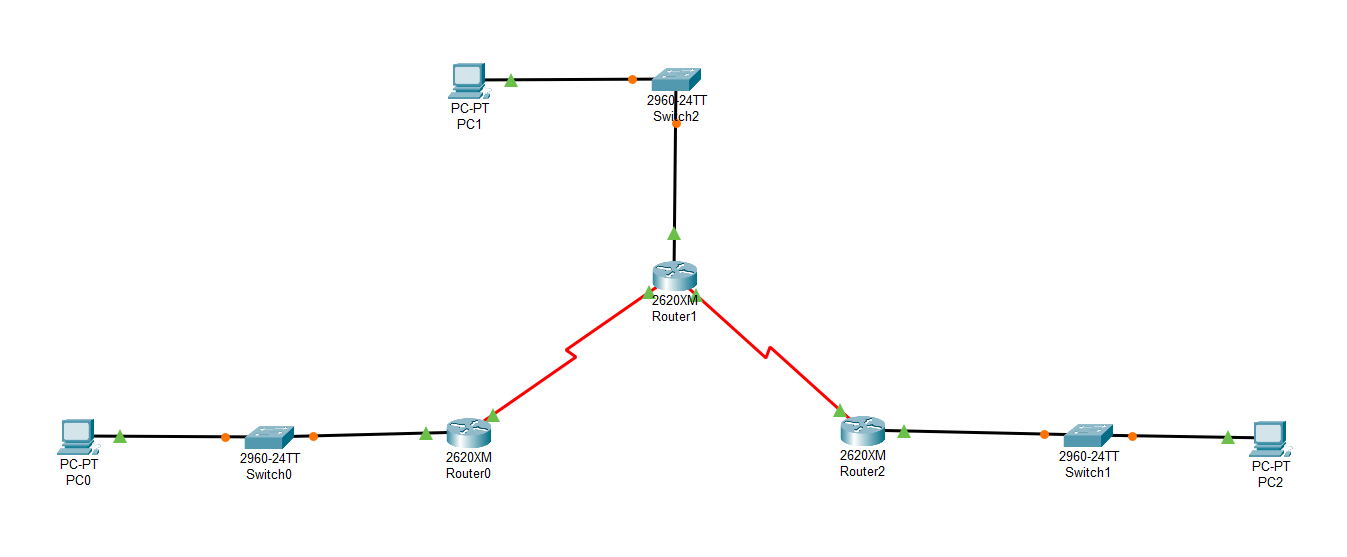 PC-PT
PC1
2960-24TT
Switch2
2620XM
Router1
PC-PT
PC0
2960-24TT
Switch0
2620XM
Router0
2620XM
Router2
2960-24TT
Switch1
PC-PT
PC2